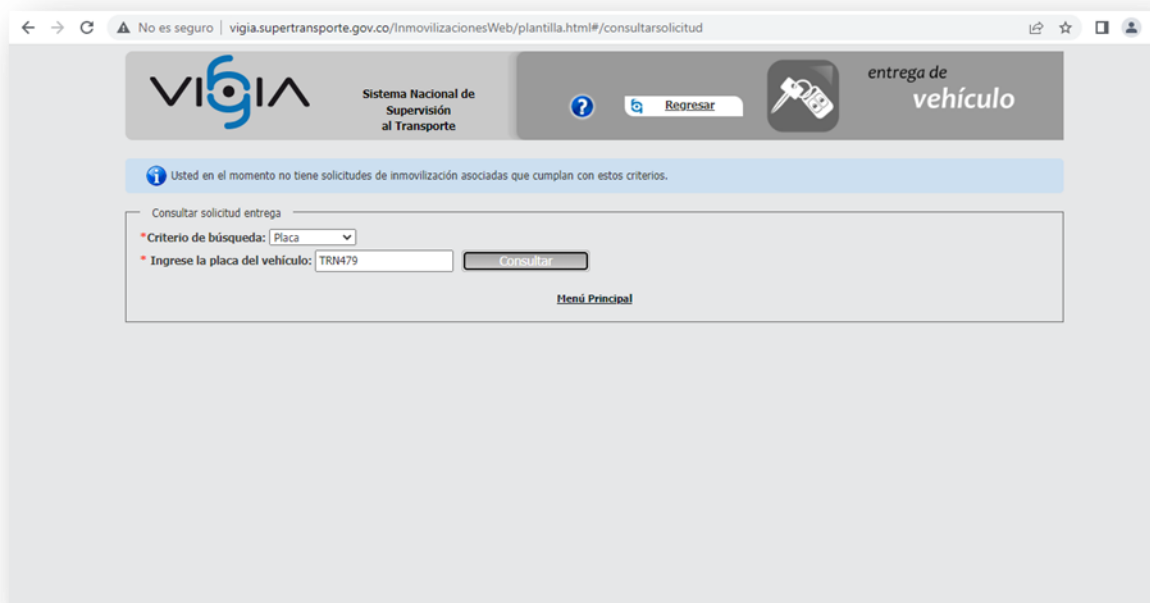 No es seguro | vigia.supertransporte.gov.co/InmovilizacionesWeb/plantilla.html#/consultarsolicitud
VIGIA
Sistema Nacional de
Supervisión
al Transporte
?
Regresar
entrega de
vehículo
Usted en el momento no tiene solicitudes de inmovilización asociadas que cumplan con estos criterios.
Consultar solicitud entrega
*Criterio de búsqueda: Placa
* Ingrese la placa del vehículo: TRN479 Consultar
Menú Principal